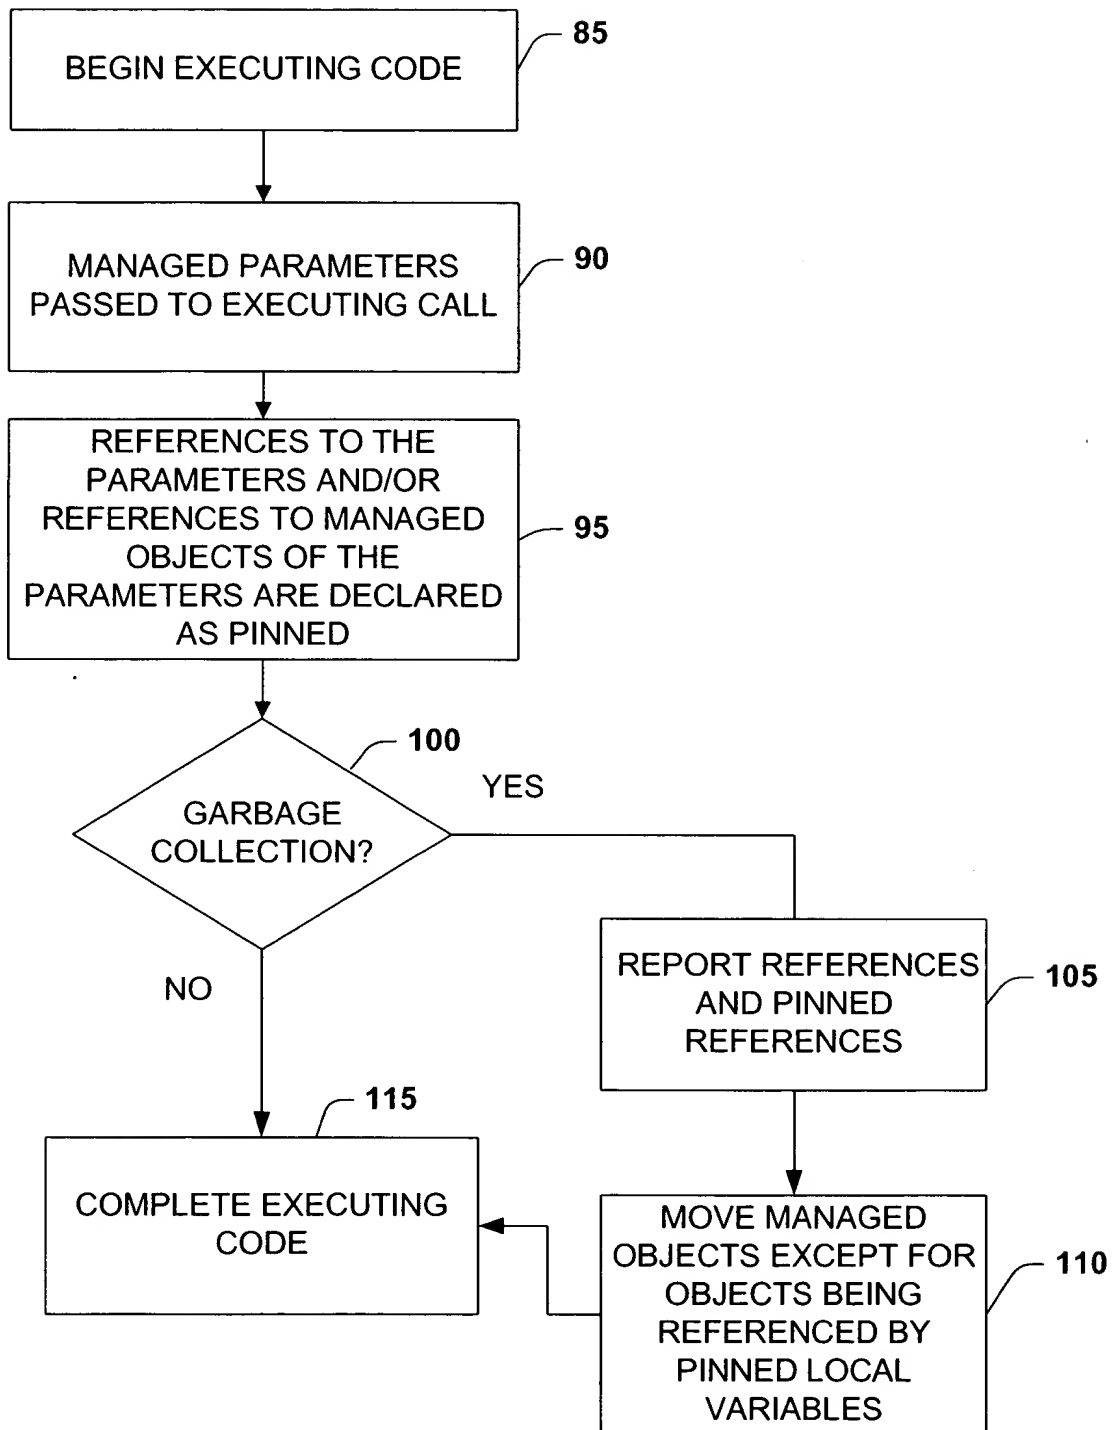 BEGIN EXECUTING CODE
85
MANAGED PARAMETERS
PASSED TO EXECUTING CALL
90
REFERENCES TO THE
PARAMETERS AND/OR
REFERENCES TO MANAGED
OBJECTS OF THE
PARAMETERS ARE DECLARED
AS PINNED
95
GARBAGE
COLLECTION?
100
YES
NO
REPORT REFERENCES
AND PINNED
REFERENCES
105
MOVE MANAGED
OBJECTS EXCEPT FOR
OBJECTS BEING
REFERENCED BY
PINNED LOCAL
VARIABLES
110
COMPLETE EXECUTING
CODE
115